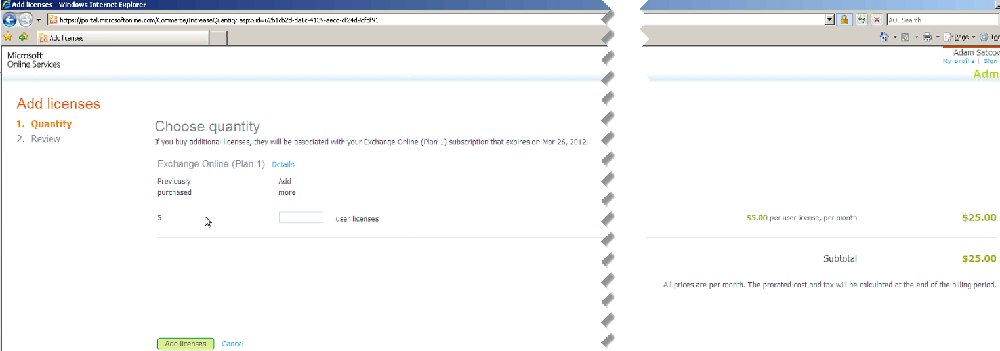 Add licenses - Windows Internet Explorer
https://portal.microsoftonline.com/Commerce/IncreaseQuantity.aspx?id=62b1cb2d-da1c-4139-aecd-cf24d9dfcf91
AOL Search
Add licenses
Page
Microsoft
Online Services
Adam
My profile | Sign
Add licenses
1. Quantity
2. Review
Choose quantity
If you buy additional licenses, they will be associated with your Exchange Online (Plan 1) subscription that expires on Mar 26, 2012.
Exchange Online (Plan 1) Details
Previously purchased
Add more
5
user licenses
$5.00 per user license, per month
$25.00
Subtotal
$25.00
All prices are per month. The prorated cost and tax will be calculated at the end of the billing period.
Add licenses
Cancel